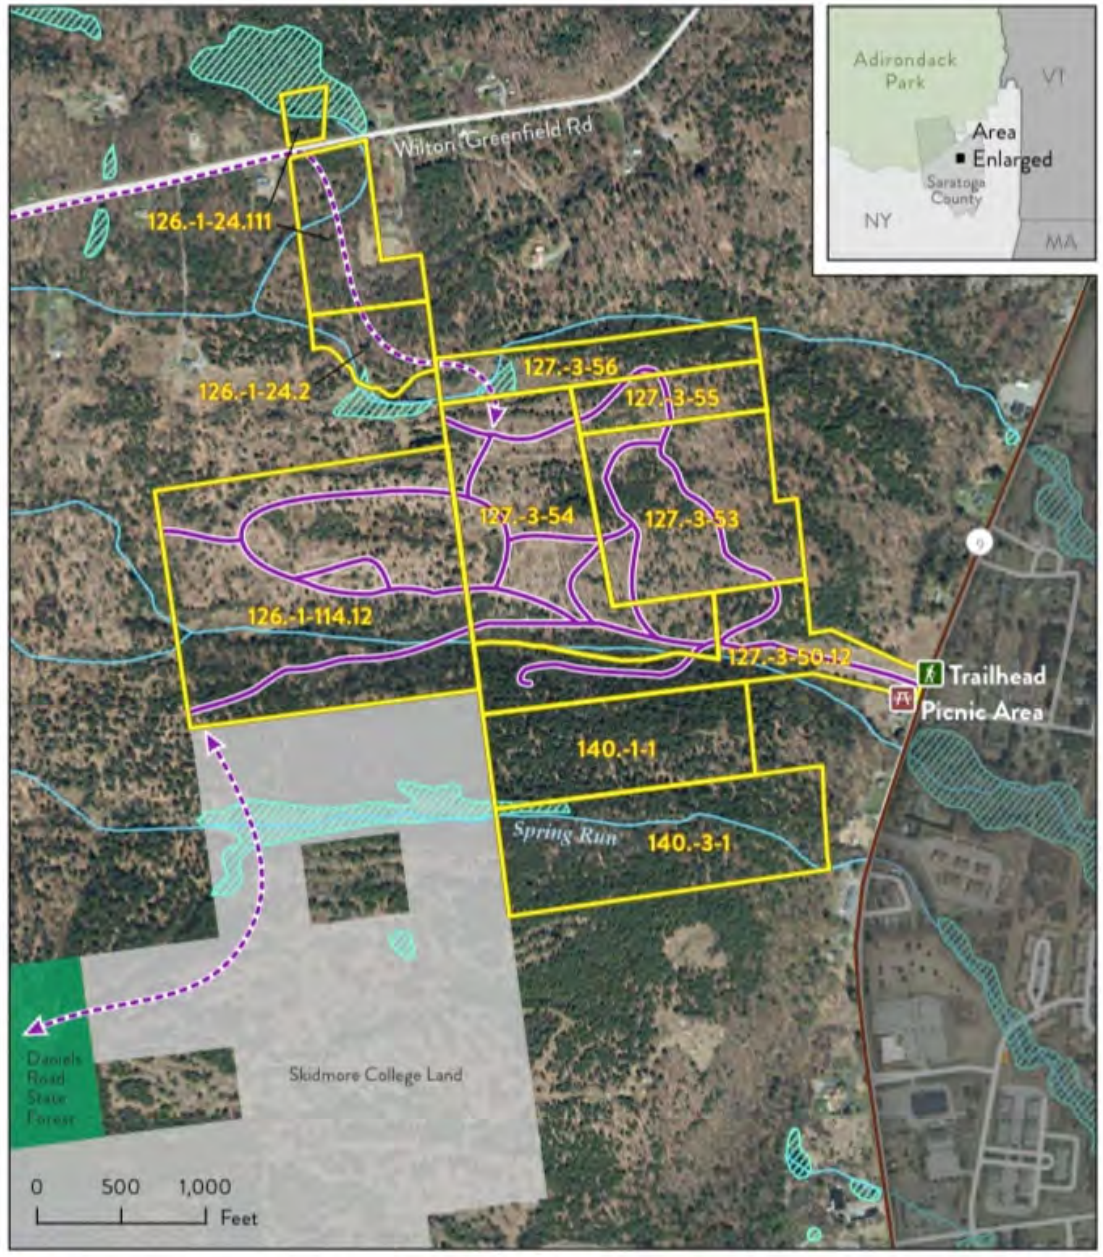 Adirondack
Park
VT
Area
Enlarged
Saratoga
County
NY
MA
Wilton Greenfield Rd
126.-1-24.111
126.-1-24.2
127.-3-56
127.-3-55
127.-3-54
127.-3-53
9
126.-1-114.12
127.-3-50.12
Trailhead
Picnic Area
140.-1-1
Spring Run
140.-3-1
Daniels
Road
State
Forest
Skidmore College Land
0 500 1,000
Feet